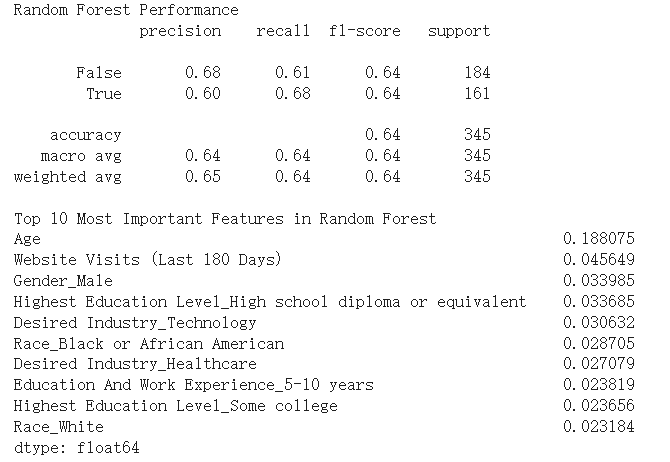 Random Forest Performance
precision recall f1-score support
False 0.68 0.61 0.64 184
True 0.60 0.68 0.64 161
accuracy 0.64 345
macro avg 0.64 0.64 0.64 345
weighted avg 0.65 0.64 0.64 345
Top 10 Most Important Features in Random Forest
Age 0.188075
Website Visits (Last 180 Days) 0.045649
Gender_Male 0.033985
Highest Education Level_High school diploma or equivalent 0.033685
Desired Industry_Technology 0.030632
Race_Black or African American 0.028705
Desired Industry_Healthcare 0.027079
Education And Work Experience_5-10 years 0.023819
Highest Education Level_Some college 0.023656
Race_White 0.023184
dtype: float64